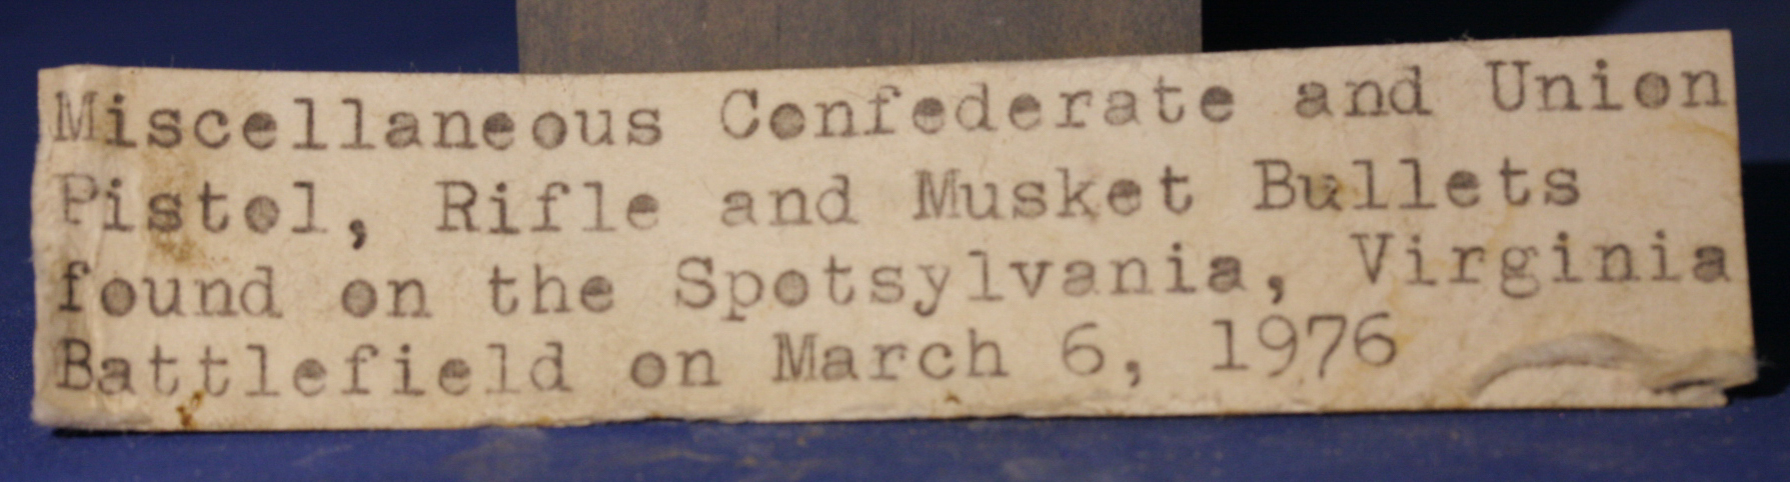 Miscellaneous Confederate and Union
Pistol, Rifle and Musket Bullets
found on the Spotsylvania, Virginia
Battlefield on March 6, 1976